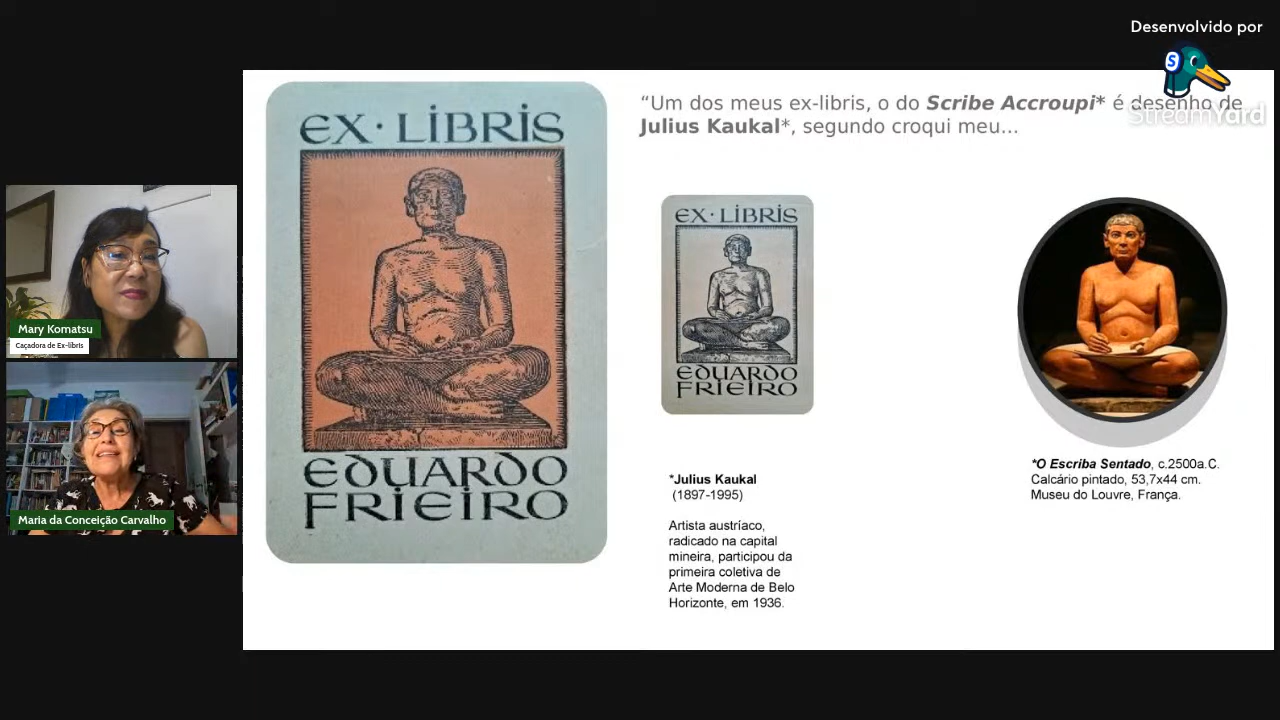 Desenvolvido por
S
StreamYard
EX · LIBRIS
EDUARDO
FRIEIRO
“Um dos meus ex-libris, o do Scribe Accroupi* é desenho de
Julius Kaukal*, segundo croqui meu...
EX · LIBRIS
EDUARDO
FRIEIRO
*Julius Kaukal
(1897-1995)
Artista austríaco,
radicado na capital
mineira, participou da
primeira coletiva de
Arte Moderna de Belo
Horizonte, em 1936.
*O Escriba Sentado, c.2500a.C.
Calcário pintado, 53,7x44 cm.
Museu do Louvre, França.
Mary Komatsu
Caçadora de Ex-libris
Maria da Conceição Carvalho